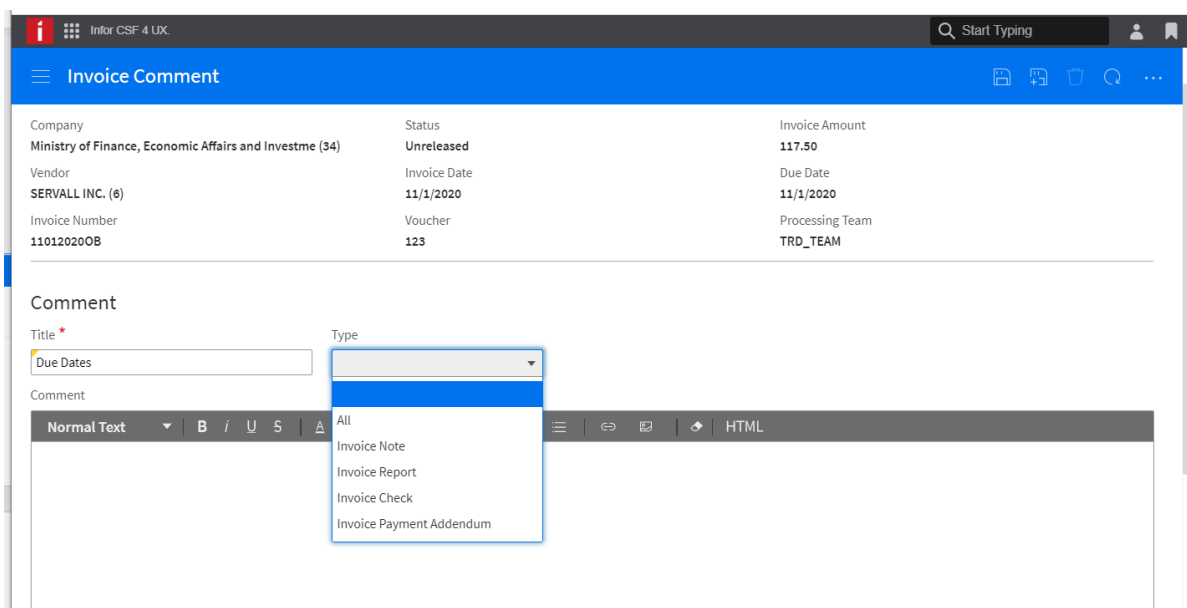 i Infor CSF 4 UX. Start Typing
Invoice Comment
Company Status Invoice Amount
Ministry of Finance, Economic Affairs and Investme (34) Unreleased 117.50
Vendor Invoice Date Due Date
SERVALL INC. (6) 11/1/2020 11/1/2020
Invoice Number Voucher Processing Team
11012020OB 123 TRD_TEAM
Comment
Title * Type
Due Dates
Comment
Normal Text B i U S A HTML
All
Invoice Note
Invoice Report
Invoice Check
Invoice Payment Addendum